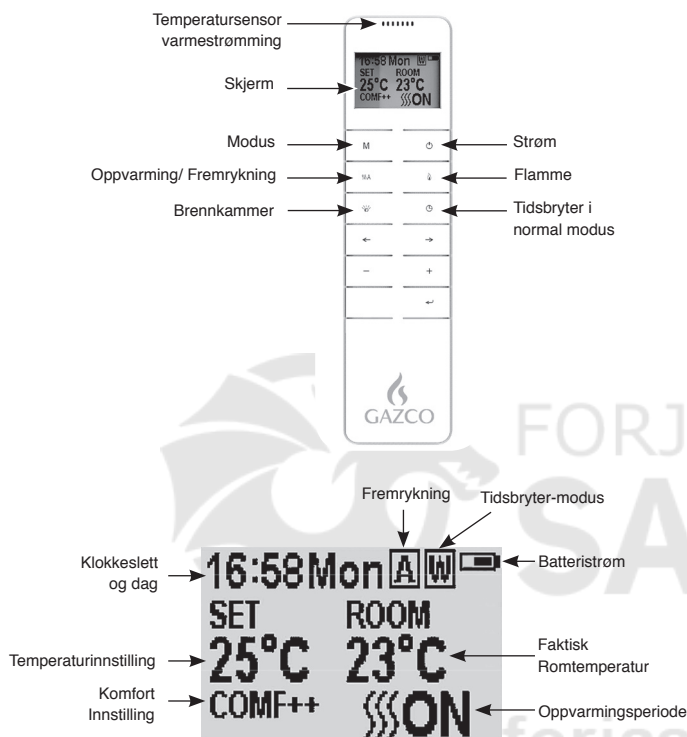 Temperatursensor
varmestrømming
16:58 Mon W
SET ROOM
25°C 23°C
COMF++ ON
Skjerm
Modus
M
Strøm
Oppvarming/ Fremrykning
Flamme
Brennkammer
Tidsbryter i
normal modus
GAZCO
FORJ
SA
Fremrykning
Tidsbryter-modus
Klokkeslett
og dag
16:58Mon A W
Batteristrøm
SET ROOM
25°C 23°C
Temperaturinnstilling
Faktisk
Romtemperatur
Komfort
Innstilling
COMF++ ON
Oppvarmingsperiode